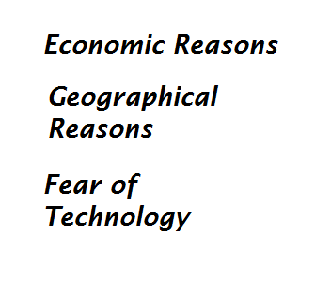 Economic Reasons
Geographical
Reasons
Fear of
Technology